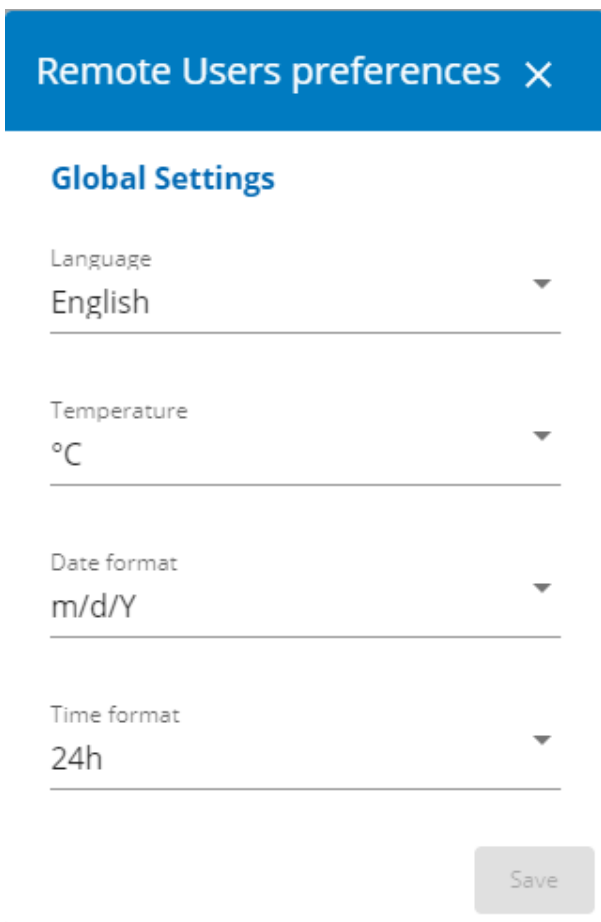 Remote Users preferences
Global Settings
Language
English
Temperature
°C
Date format
m/d/Y
Time format
24h
Save